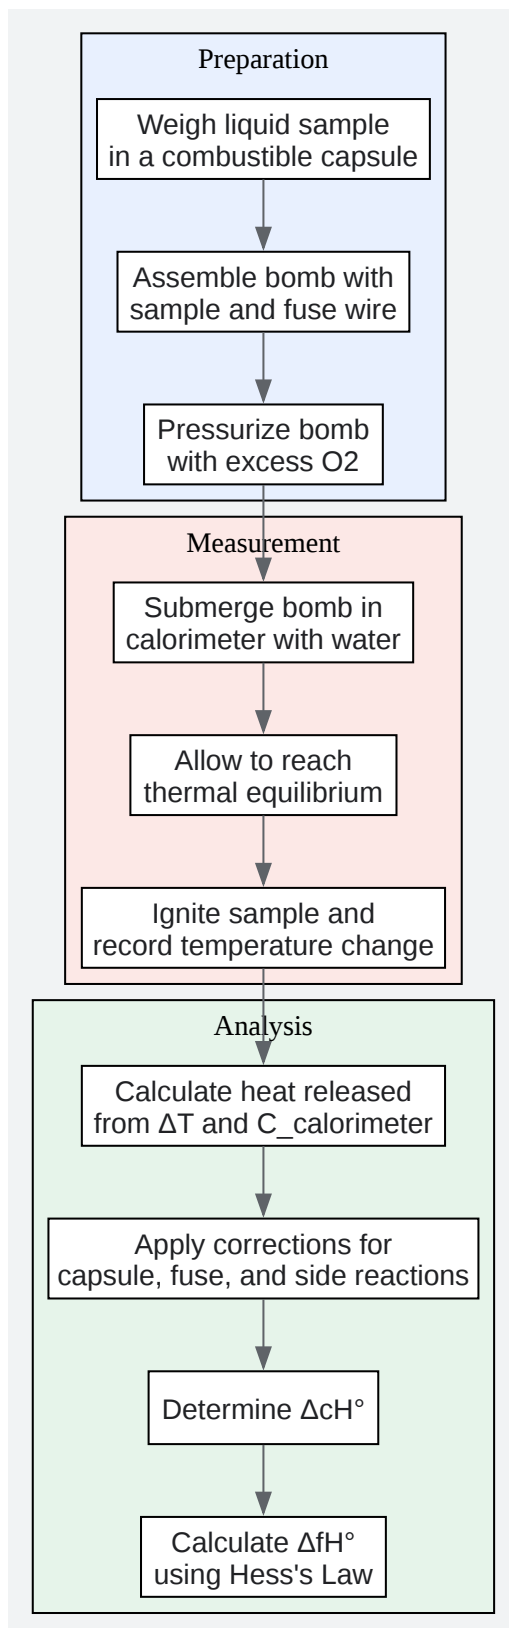 Preparation
Weigh liquid sample
in a combustible capsule
Assemble bomb with
sample and fuse wire
Pressurize bomb
with excess O2
Measurement
Submerge bomb in
calorimeter with water
Allow to reach
thermal equilibrium
Ignite sample and
record temperature change
Analysis
Calculate heat released
from ΔT and C_calorimeter
Apply corrections for
capsule, fuse, and side reactions
Determine ΔcH°
Calculate ΔfH°
using Hess's Law